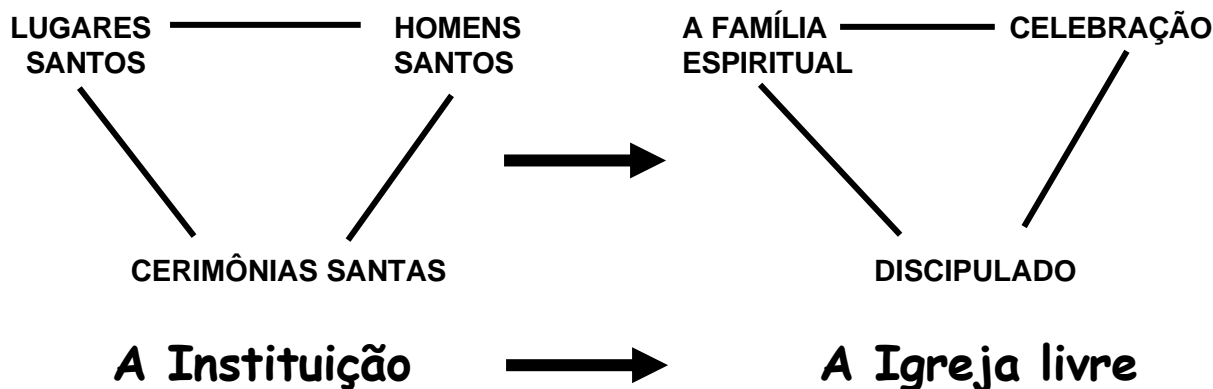 LUGARES
SANTOS
HOMENS
SANTOS
CERIMÔNIAS SANTAS
A FAMÍLIA
ESPIRITUAL
CELEBRAÇÃO
DISCIPULADO
A Instituição
A Igreja livre